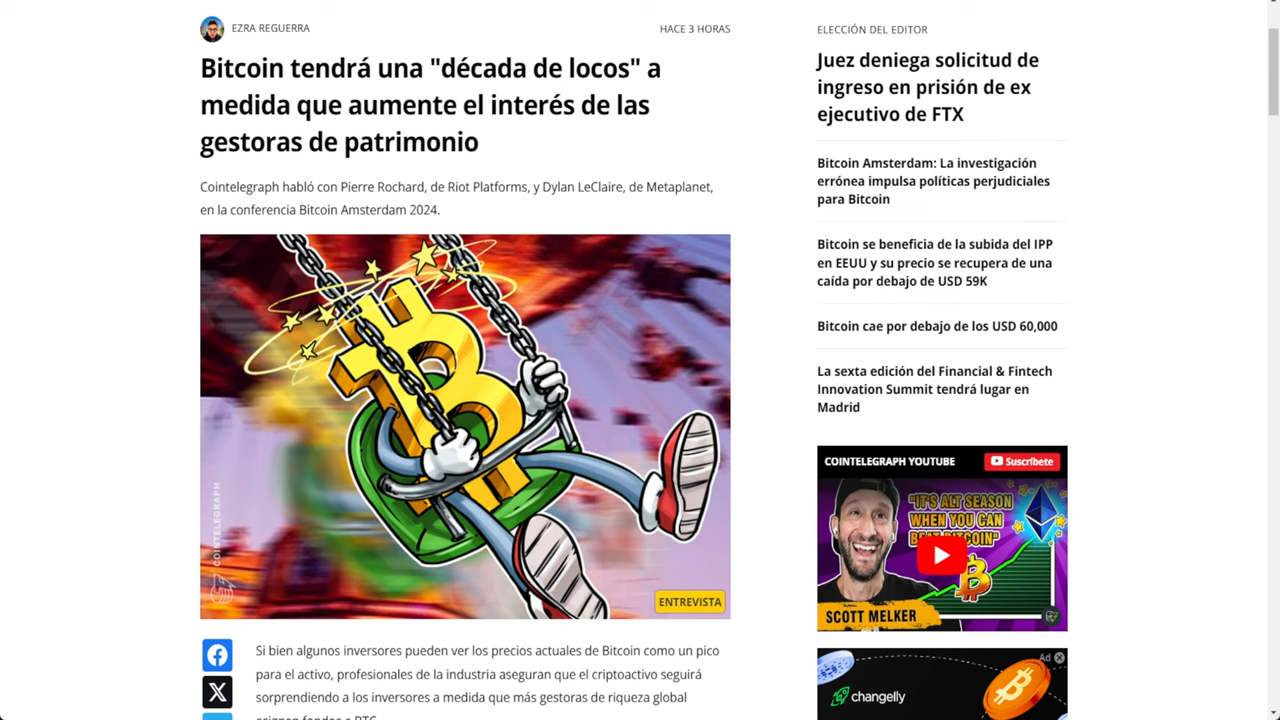 EZRA REGUERRA
HACE 3 HORAS
Bitcoin tendrá una "década de locos" a
medida que aumente el interés de las
gestoras de patrimonio
Cointelegraph habló con Pierre Rochard, de Riot Platforms, y Dylan LeClaire, de Metaplanet,
en la conferencia Bitcoin Amsterdam 2024.
COINTELEGRAPH
ENTREVISTA
Si bien algunos inversores pueden ver los precios actuales de Bitcoin como un pico
para el activo, profesionales de la industria aseguran que el criptoactivo seguirá
sorprendiendo a los inversores a medida que más gestoras de riqueza global
asignen fondos a BTC
ELECCIÓN DEL EDITOR
Juez deniega solicitud de
ingreso en prisión de ex
ejecutivo de FTX
Bitcoin Amsterdam: La investigación
errónea impulsa políticas perjudiciales
para Bitcoin
Bitcoin se beneficia de la subida del IPP
en EEUU y su precio se recupera de una
caída por debajo de USD 59K
Bitcoin cae por debajo de los USD 60,000
La sexta edición del Financial & Fintech
Innovation Summit tendrá lugar en
Madrid
COINTELEGRAPH YOUTUBE
Suscríbete
"IT'S ALT SEASON
WHEN YOU CAN
BEAT BITCOIN"
SCOTT MELKER
Ad
changelly